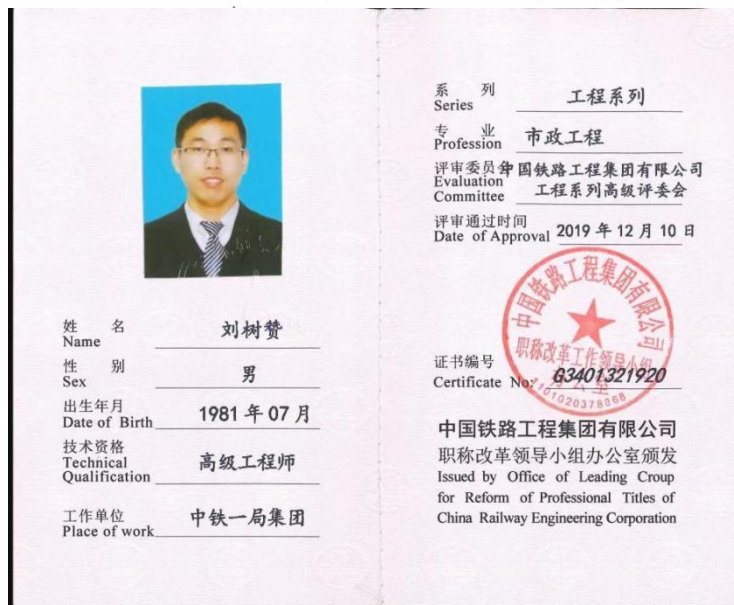 姓 名
Name
刘树赞
性 别
Sex
男
出生年月
Date of Birth
1981 年 07 月
技术资格
Technical
Qualification
高级工程师
工作单位
Place of work
中铁一局集团
系 列
Series
工程系列
专 业
Profession
市政工程
评审委员会
Evaluation
Committee
中国铁路工程集团有限公司
工程系列高级评委会
评审通过时间
Date of Approval
2019 年 12 月 10 日
中国铁路工程集团有限公司
职称改革工作领导小组
办公室
1101020378868
证书编号
Certificate No:
G3401321920
中国铁路工程集团有限公司
职称改革领导小组办公室颁发
Issued by Office of Leading Croup
for Reform of Professional Titles of
China Railway Engineering Corporation